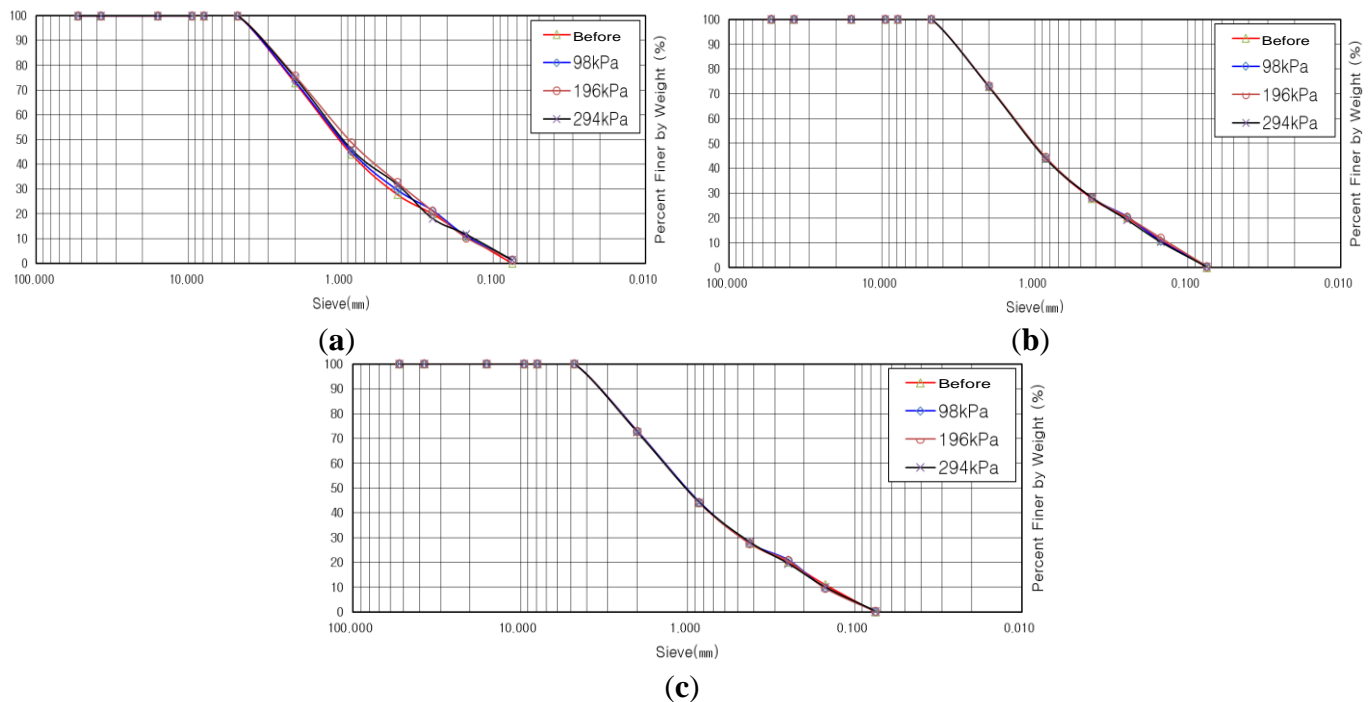 100
90
80
70
60
50
40
30
20
10
0
100.000 10.000 1.000 0.100 0.010
Sieve(㎜)
Percent Finer by Weight (%)
Before
98kPa
196kPa
294kPa
(a)
100
90
80
70
60
50
40
30
20
10
0
100.000 10.000 1.000 0.100 0.010
Sieve(㎜)
Percent Finer by Weight (%)
Before
98kPa
196kPa
294kPa
(b)
100
90
80
70
60
50
40
30
20
10
0
100.000 10.000 1.000 0.100 0.010
Sieve(㎜)
Percent Finer by Weight (%)
Before
98kPa
196kPa
294kPa
(c)